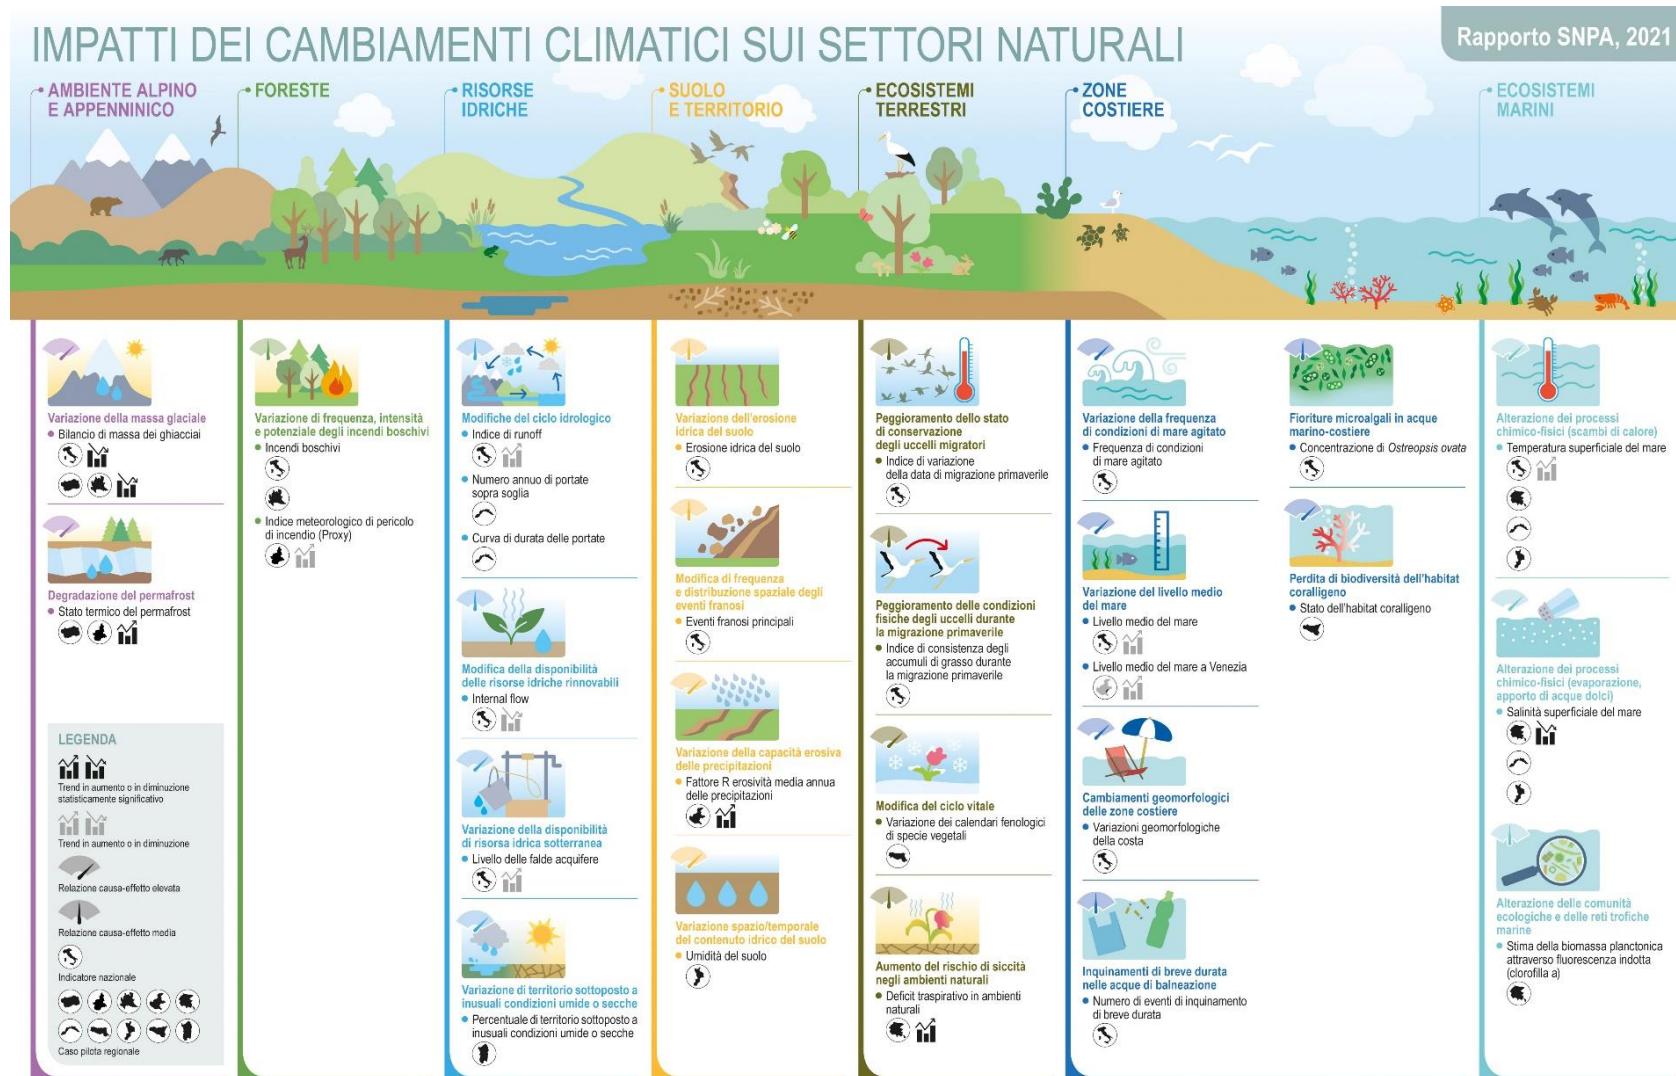 IMPATTI DEI CAMBIAMENTI CLIMATICI SUI SETTORI NATURALI
Rapporto SNPA, 2021
AMBIENTE ALPINO
E APPENNINICO
FORESTE
RISORSE
IDRICHE
SUOLO
E TERRITORIO
ECOSISTEMI
TERRESTRI
ZONE
COSTIERE
ECOSISTEMI
MARINI
Variazione della massa glaciale
• Bilancio di massa dei ghiacciai
Degradazione del permafrost
• Stato termico del permafrost
LEGENDA
Trend in aumento o in diminuzione
statisticamente significativo
Trend in aumento o in diminuzione
Relazione causa-effetto elevata
Relazione causa-effetto media
Indicatore nazionale
Caso pilota regionale
Variazione di frequenza, intensità
e potenziale degli incendi boschivi
• Incendi boschivi
• Indice meteorologico di pericolo
di incendio (Proxy)
Modifiche del ciclo idrologico
• Indice di runoff
• Numero annuo di portate
sopra soglia
• Curva di durata delle portate
Modifica della disponibilità
delle risorse idriche rinnovabili
• Internal flow
Variazione della disponibilità
di risorsa idrica sotterranea
• Livello delle falde acquifere
Variazione di territorio sottoposto a
inusuali condizioni umide o secche
• Percentuale di territorio sottoposto a
inusuali condizioni umide o secche
Variazione dell'erosione
idrica del suolo
• Erosione idrica del suolo
Modifica di frequenza
e distribuzione spaziale degli
eventi franosi
• Eventi franosi principali
Variazione della capacità erosiva
delle precipitazioni
• Fattore R erosività media annua
delle precipitazioni
Variazione spazio/temporale
del contenuto idrico del suolo
• Umidità del suolo
Peggioramento dello stato
di conservazione
degli uccelli migratori
• Indice di variazione
della data di migrazione primaverile
Peggioramento delle condizioni
fisiche degli uccelli durante
la migrazione primaverile
• Indice di consistenza degli
accumuli di grasso durante
la migrazione primaverile
Modifica del ciclo vitale
• Variazione dei calendari fenologici
di specie vegetali
Aumento del rischio di siccità
negli ambienti naturali
• Deficit traspirativo in ambienti
naturali
Variazione della frequenza
di condizioni di mare agitato
• Frequenza di condizioni
di mare agitato
Variazione del livello medio
del mare
• Livello medio del mare
• Livello medio del mare a Venezia
Cambiamenti geomorfologici
delle zone costiere
• Variazioni geomorfologiche
della costa
Inquinamenti di breve durata
nelle acque di balneazione
• Numero di eventi di inquinamento
di breve durata
Fioriture microalgali in acque
marino-costiere
• Concentrazione di Ostreopsis ovata
Perdita di biodiversità dell'habitat
coralligeno
• Stato dell'habitat coralligeno
Alterazione dei processi
chimico-fisici (scambi di calore)
• Temperatura superficiale del mare
Alterazione dei processi
chimico-fisici (evaporazione,
apporto di acque dolci)
• Salinità superficiale del mare
Alterazione delle comunità
ecologiche e delle reti trofiche
marine
• Stima della biomassa planctonica
attraverso fluorescenza indotta
(clorofilla a)